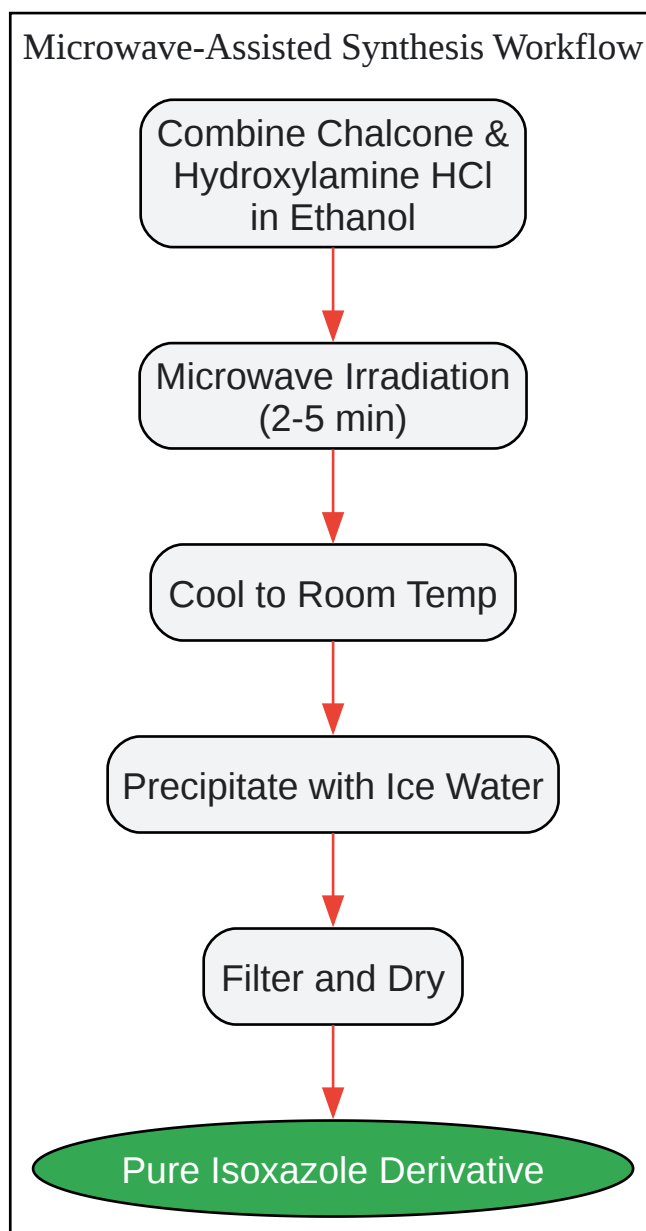 Microwave-Assisted Synthesis Workflow
Combine Chalcone &
Hydroxylamine HCl
in Ethanol
Microwave Irradiation
(2-5 min)
Cool to Room Temp
Precipitate with Ice Water
Filter and Dry
Pure Isoxazole Derivative